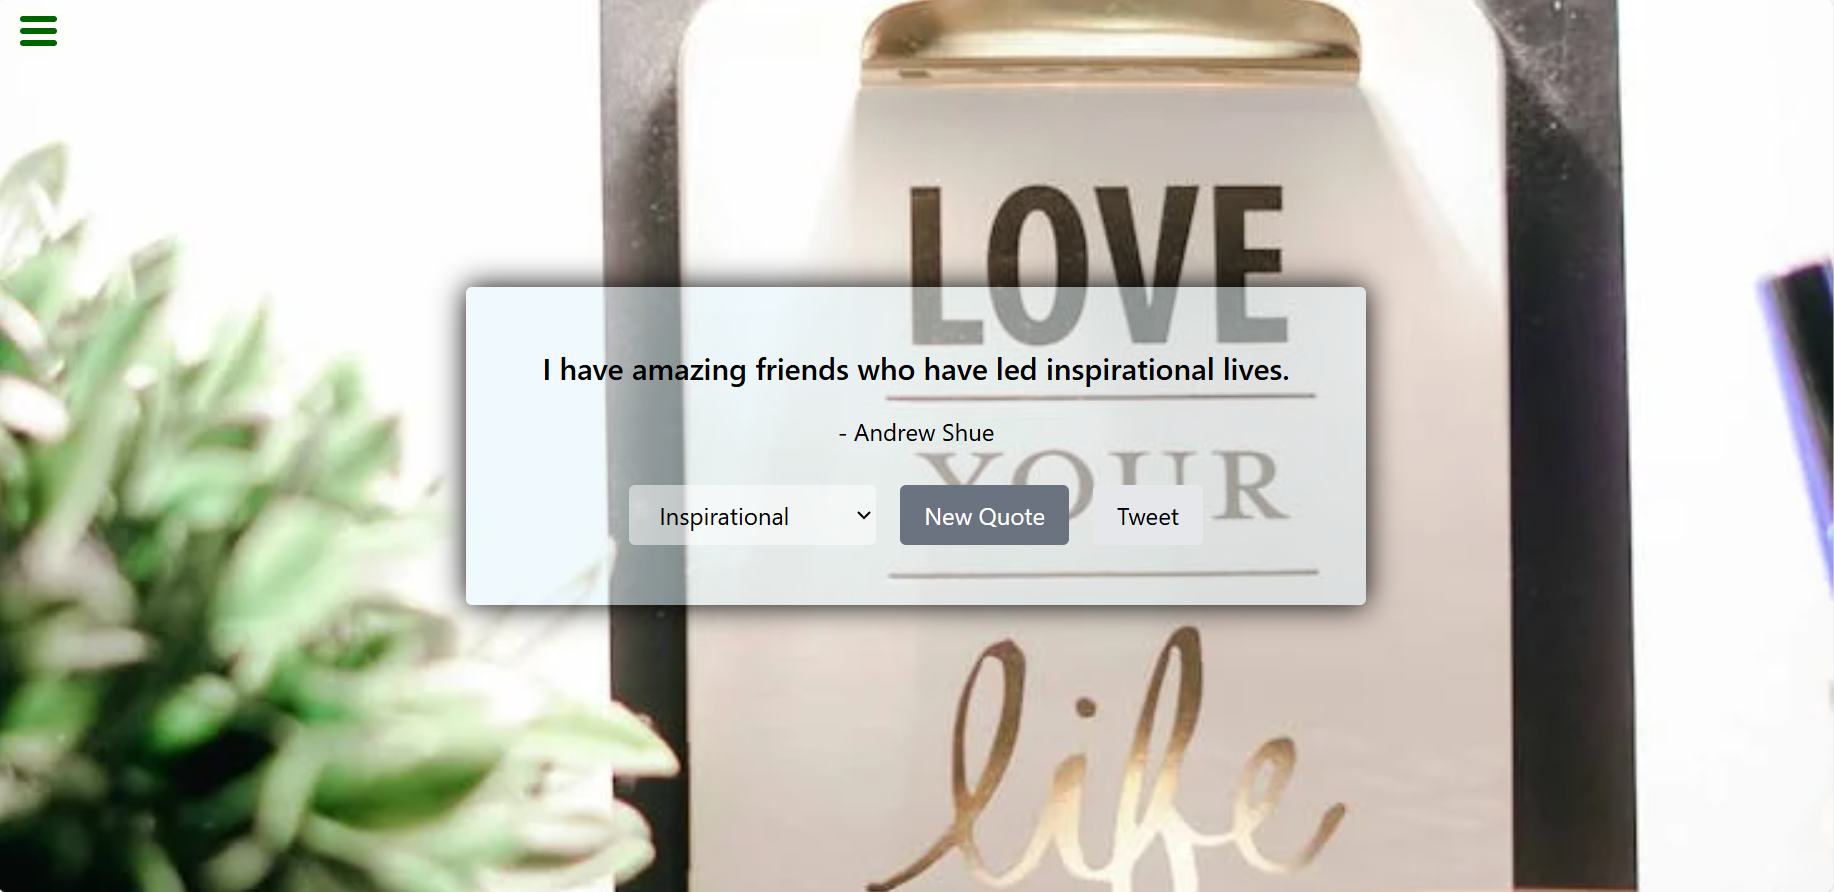 LOVE
I have amazing friends who have led inspirational lives.
- Andrew Shue
YOUR
Inspirational
New Quote
Tweet
life